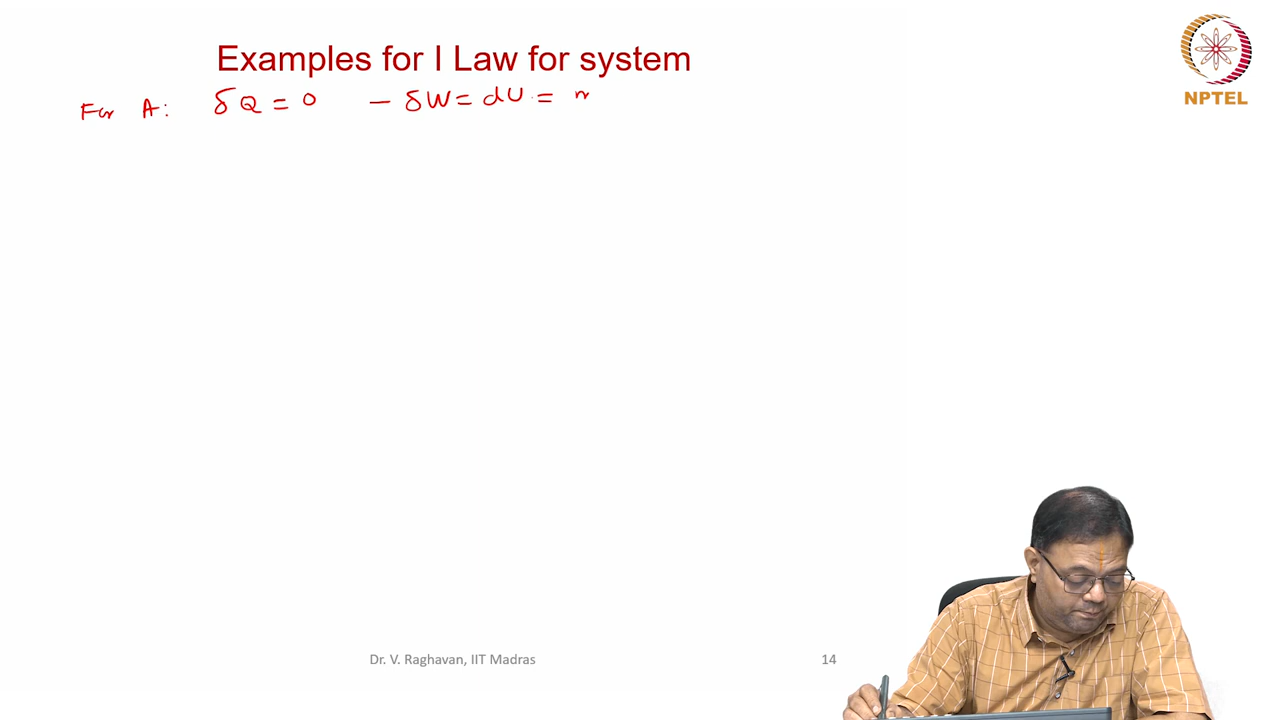 Examples for I Law for system
NPTEL
For A: δQ = 0 − δW = dU = m
Dr. V. Raghavan, IIT Madras
14